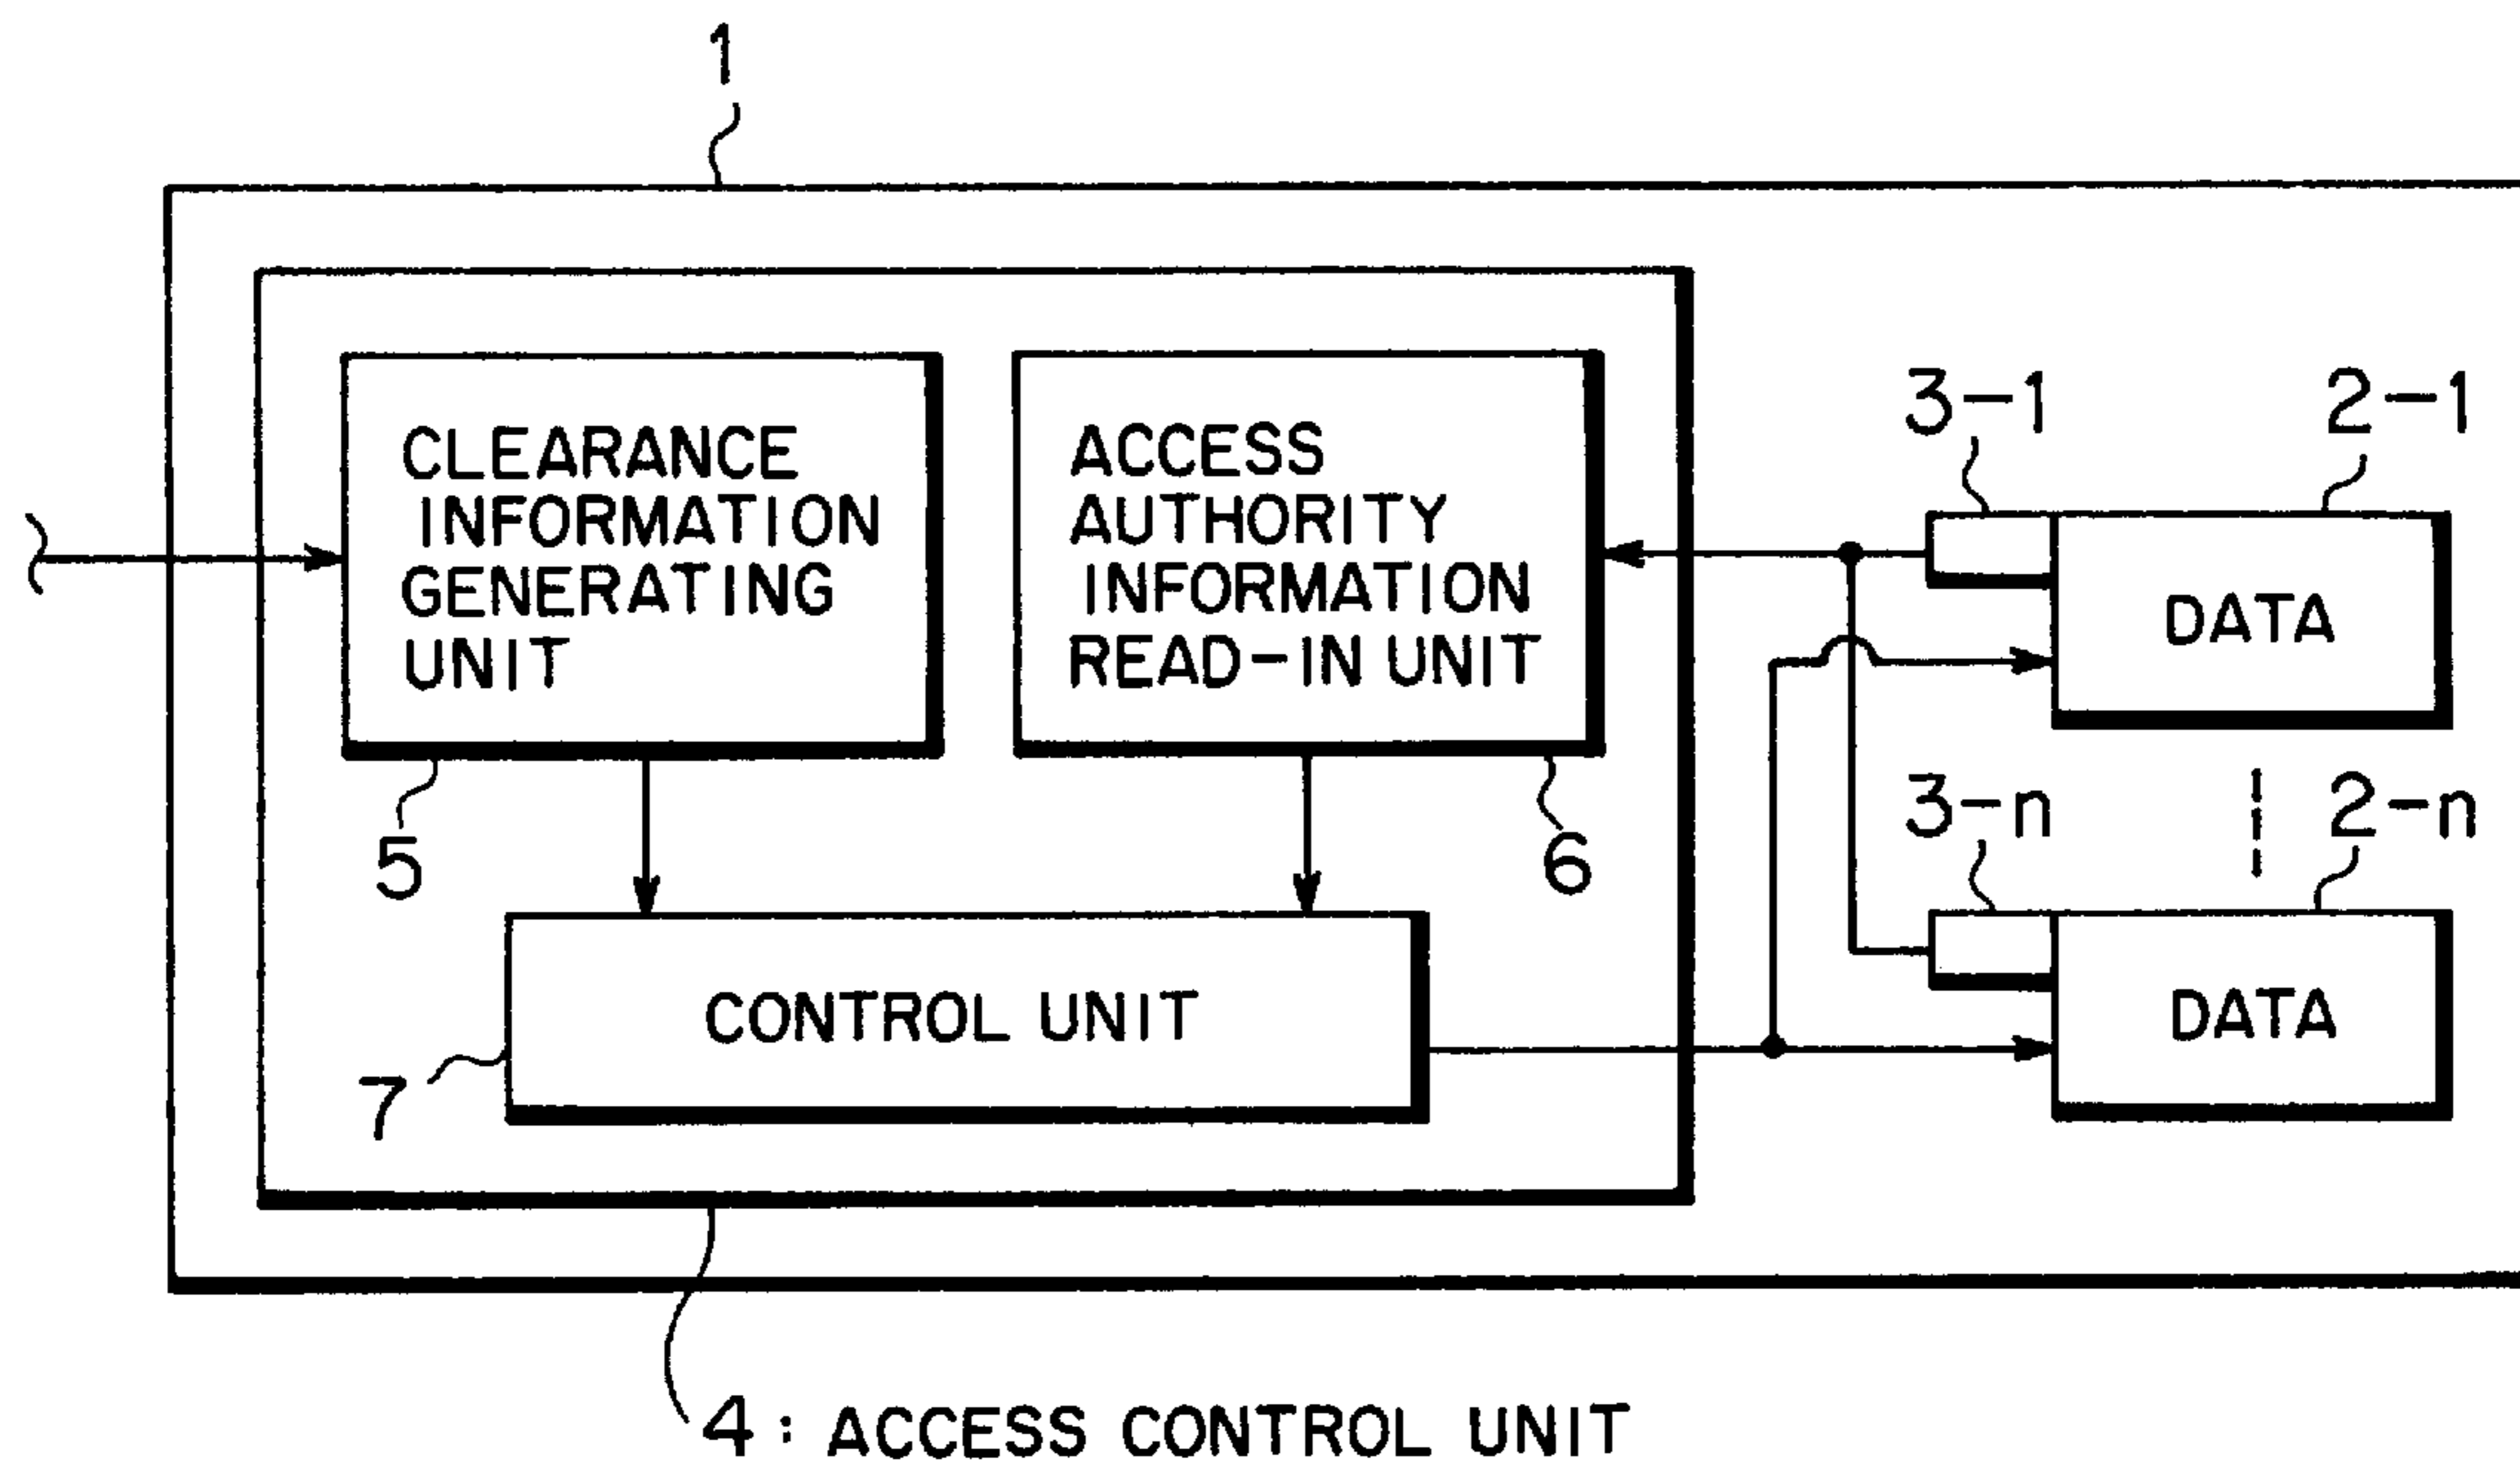 1
CLEARANCE
INFORMATION
GENERATING
UNIT
ACCESS
AUTHORITY
INFORMATION
READ-IN UNIT
3-1
2-1
DATA
5
6
3-n
2-n
CONTROL UNIT
DATA
7
4: ACCESS CONTROL UNIT